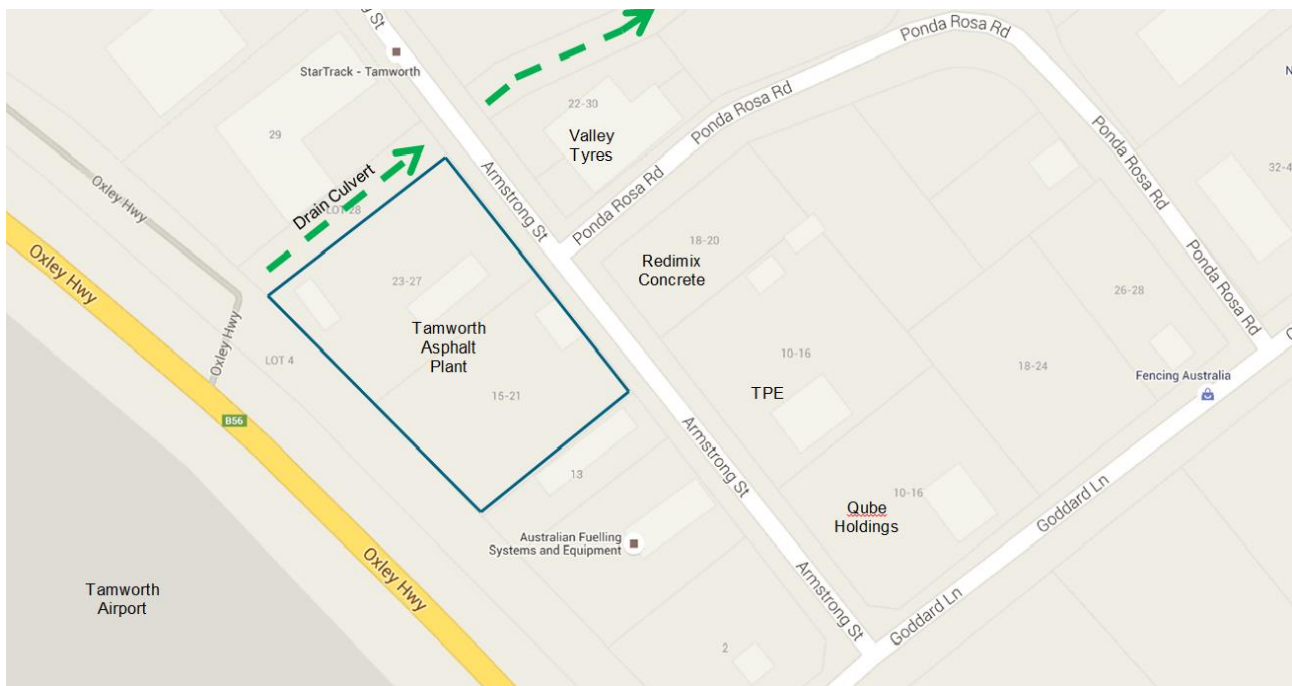 g St
StarTrack - Tamworth
Ponda Rosa Rd
22-30
Valley
Tyres
29
Ponda Rosa Rd
Armstrong St
Ponda Rosa Rd
Ponda Rosa Rd
32-4
Oxley Hwy
Drain Culvert
LOT 28
Oxley Hwy
18-20
Redimix
Concrete
23-27
Tamworth
Asphalt
Plant
Oxley Hwy
LOT 4
15-21
10-16
26-28
Ponda Rosa Rd
18-24
Fencing Australia
TPE
B56
Armstrong St
13
10-16
Qube
Holdings
Goddard Ln
Australian Fuelling
Systems and Equipment
Oxley Hwy
Tamworth
Airport
Armstrong St
Goddard Ln
2